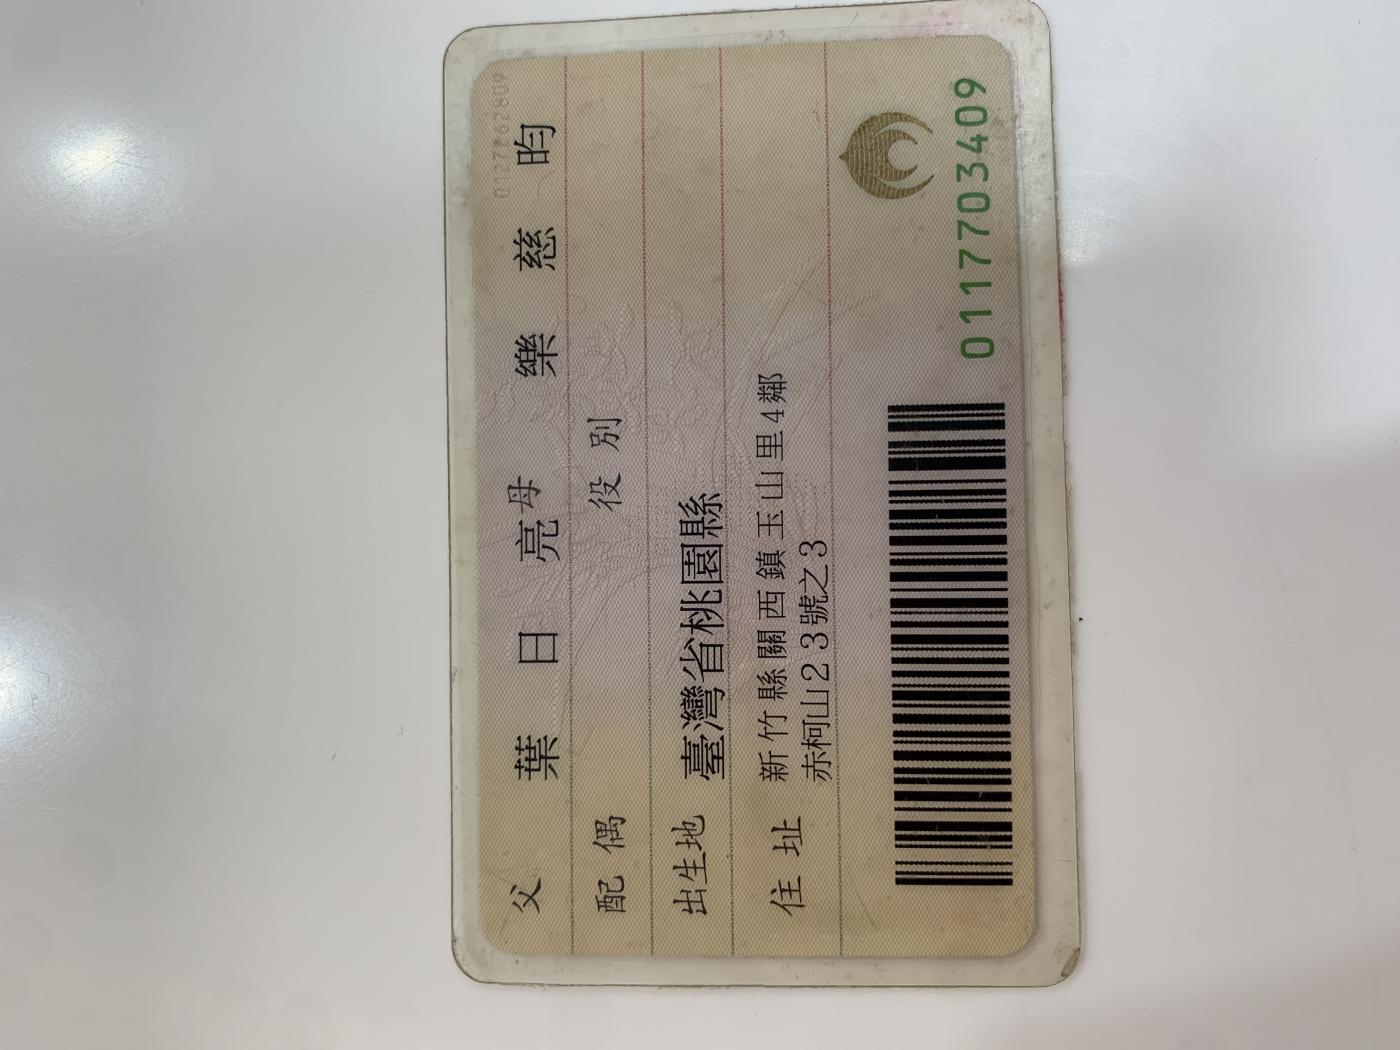 父 葉 日 亮 母 樂 慈 昀
配偶 役別
出生地 臺灣省桃園縣
住址 新竹縣關西鎮玉山里4鄰
赤柯山23號之3
0117703409